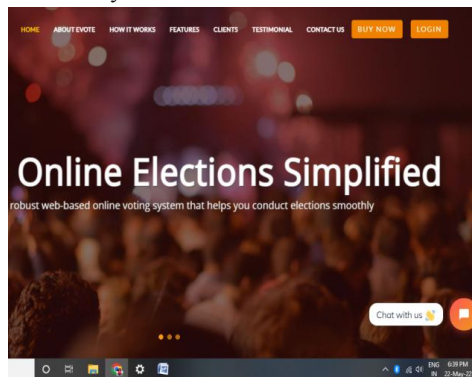 HOME ABOUT EVOTE HOW IT WORKS FEATURES CLIENTS TESTIMONIAL CONTACT US BUY NOW LOGIN
Online Elections Simplified
robust web-based online voting system that helps you conduct elections smoothly
Chat with us 👋
ENG 6:39 PM
IN 22-May-22